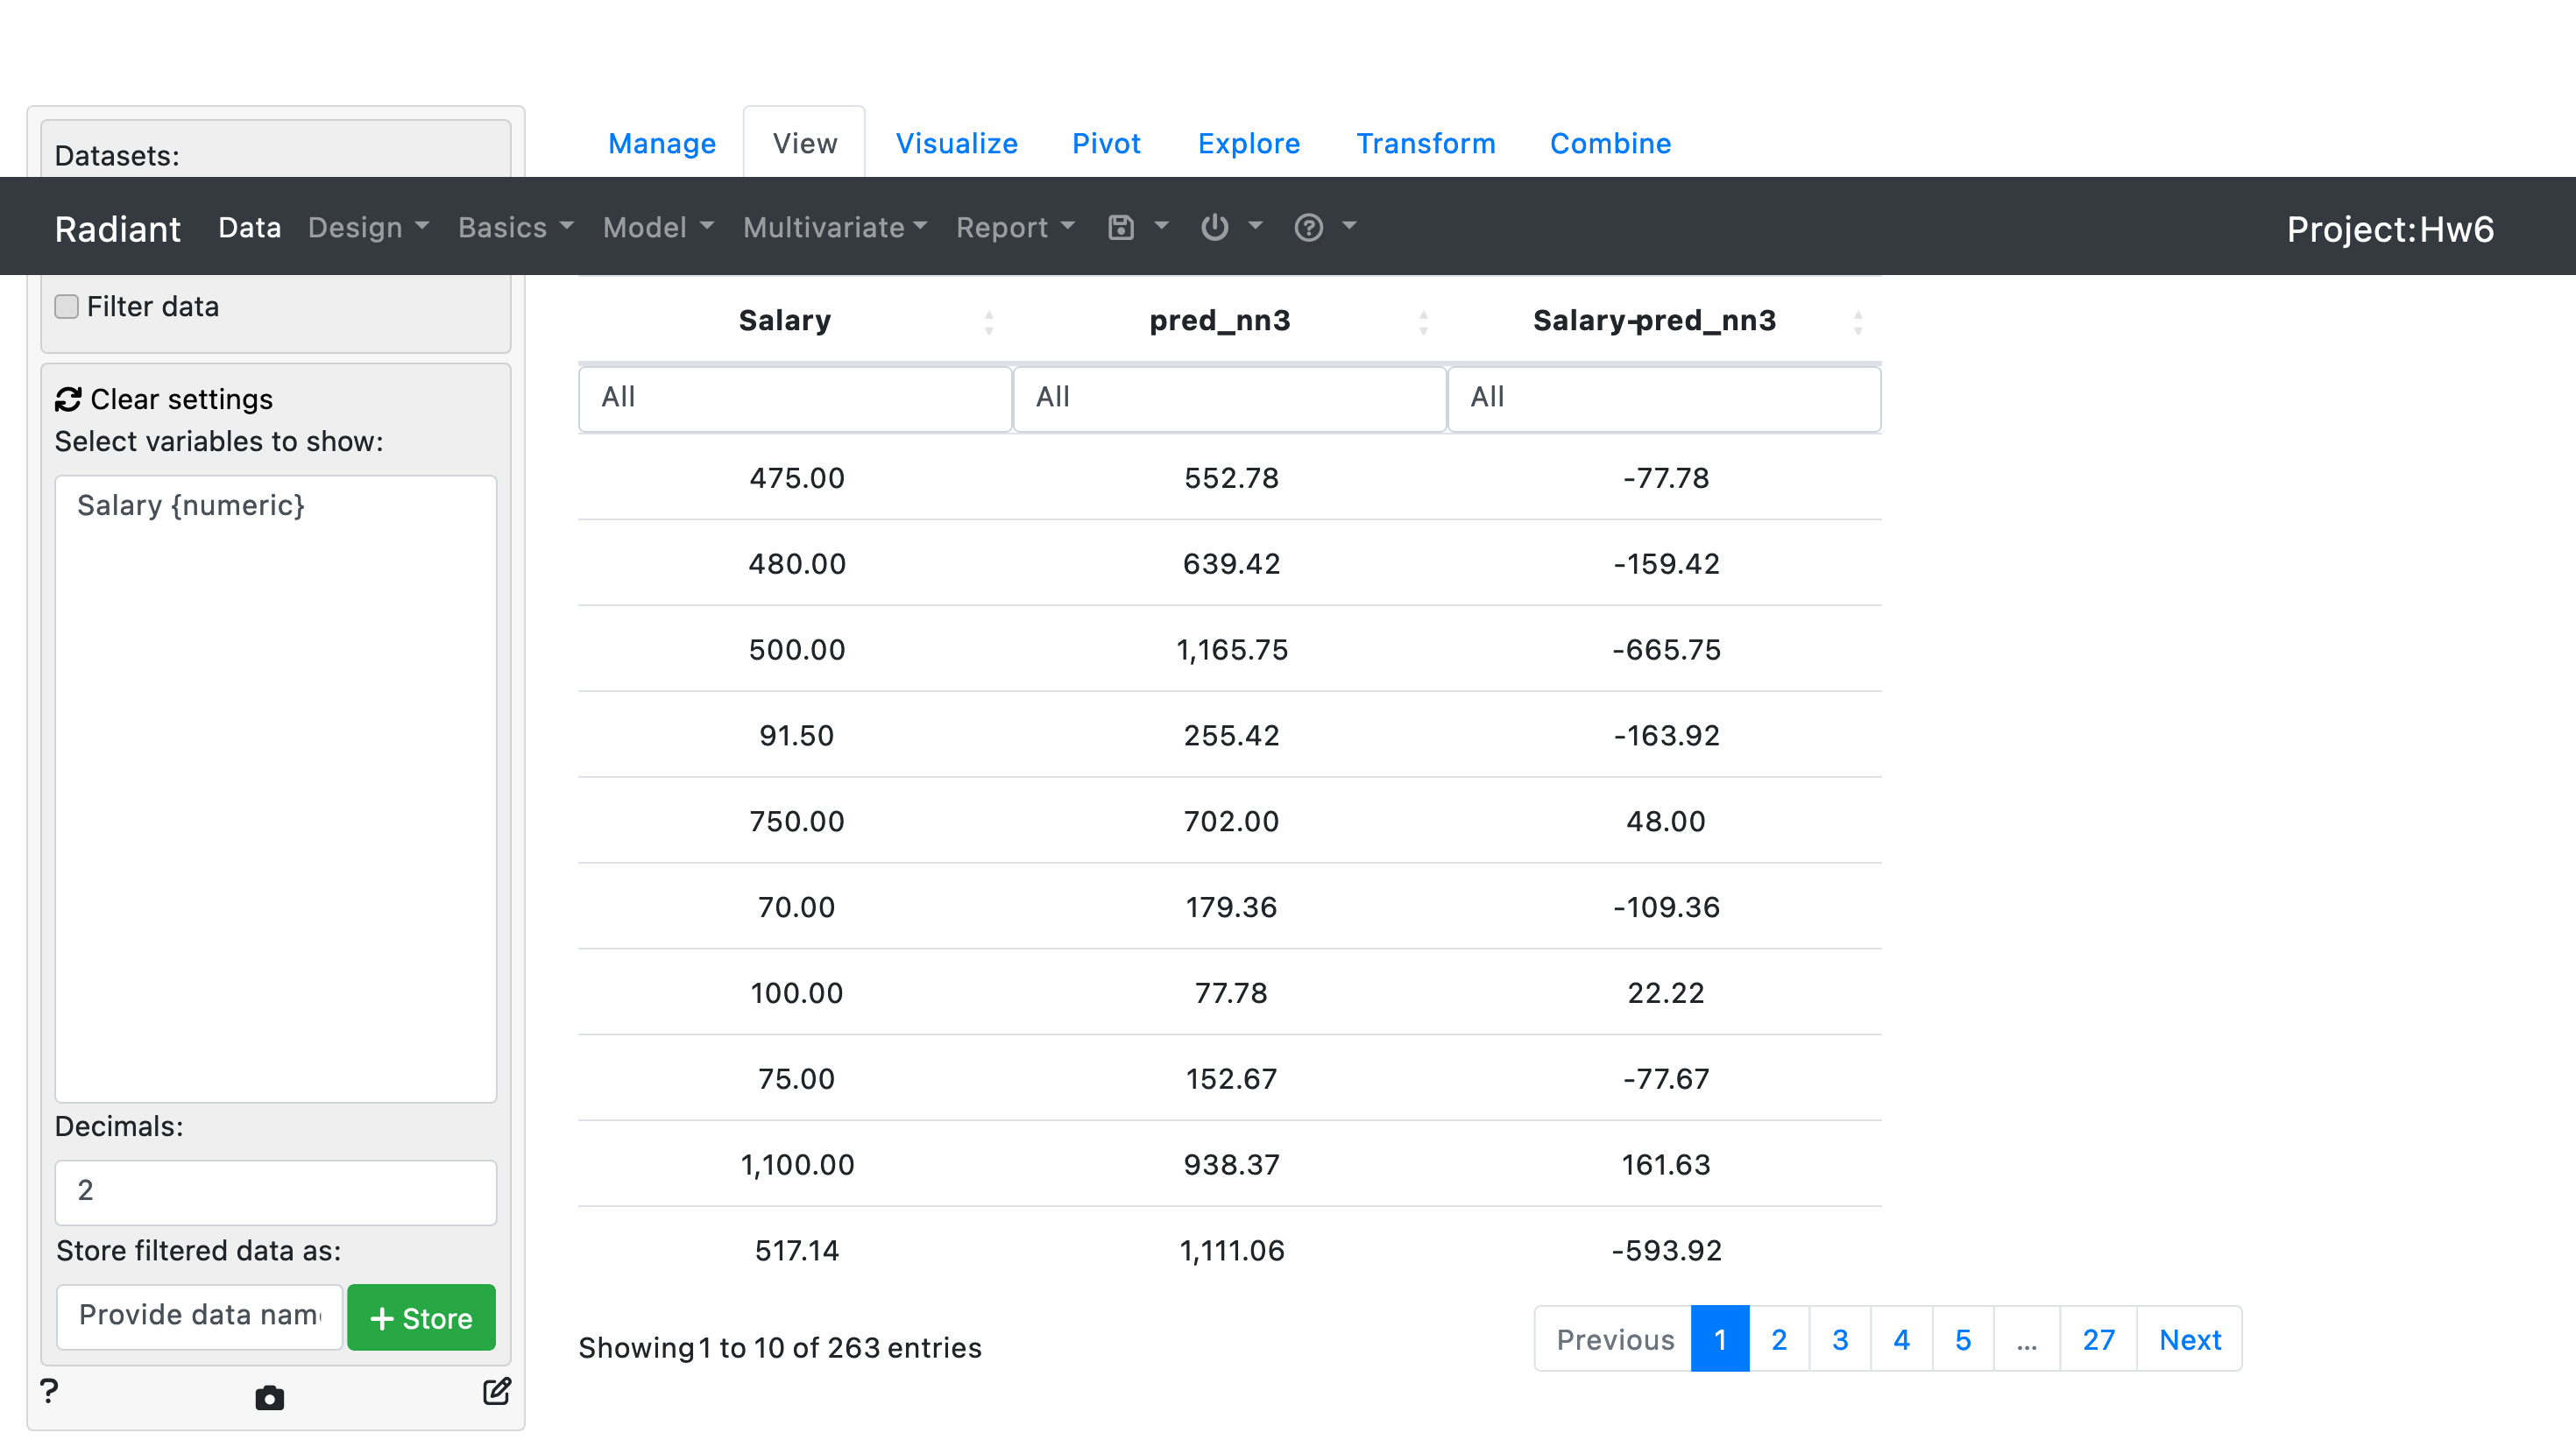 Datasets:
Manage View Visualize Pivot Explore Transform Combine
Radiant Data Design Basics Model Multivariate Report Project:Hw6
Filter data
Clear settings
Select variables to show:
Salary {numeric}
Decimals:
2
Store filtered data as:
Provide data nam
+ Store
?
Salary pred_nn3 Salary-pred_nn3
All All All
475.00 552.78 -77.78
480.00 639.42 -159.42
500.00 1,165.75 -665.75
91.50 255.42 -163.92
750.00 702.00 48.00
70.00 179.36 -109.36
100.00 77.78 22.22
75.00 152.67 -77.67
1,100.00 938.37 161.63
517.14 1,111.06 -593.92
Showing 1 to 10 of 263 entries
Previous 1 2 3 4 5 ... 27 Next